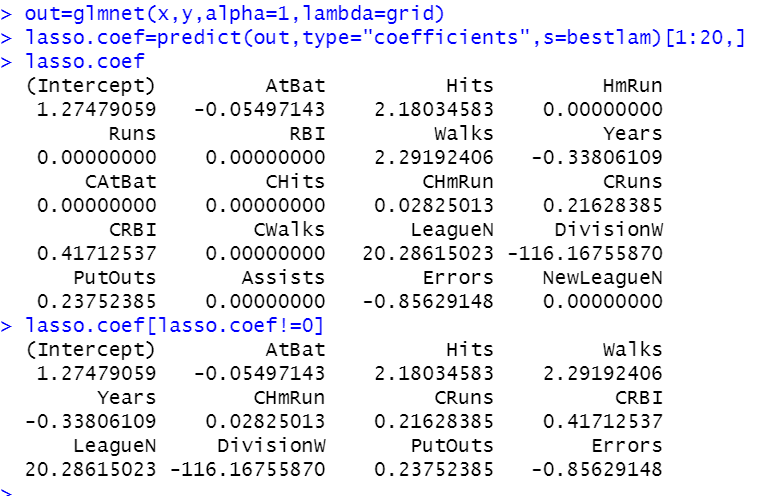 > out=glmnet(x,y,alpha=1,lambda=grid)
> lasso.coef=predict(out,type="coefficients",s=bestlam)[1:20,]
> lasso.coef
(Intercept) AtBat Hits HmRun
1.27479059 -0.05497143 2.18034583 0.00000000
Runs RBI Walks Years
0.00000000 0.00000000 2.29192406 -0.33806109
CAtBat CHits CHmRun CRuns
0.00000000 0.00000000 0.02825013 0.21628385
CRBI CWalks LeagueN DivisionW
0.41712537 0.00000000 20.28615023 -116.16755870
PutOuts Assists Errors NewLeagueN
0.23752385 0.00000000 -0.85629148 0.00000000
> lasso.coef[lasso.coef!=0]
(Intercept) AtBat Hits Walks
1.27479059 -0.05497143 2.18034583 2.29192406
Years CHmRun CRuns CRBI
-0.33806109 0.02825013 0.21628385 0.41712537
LeagueN DivisionW PutOuts Errors
20.28615023 -116.16755870 0.23752385 -0.85629148
>